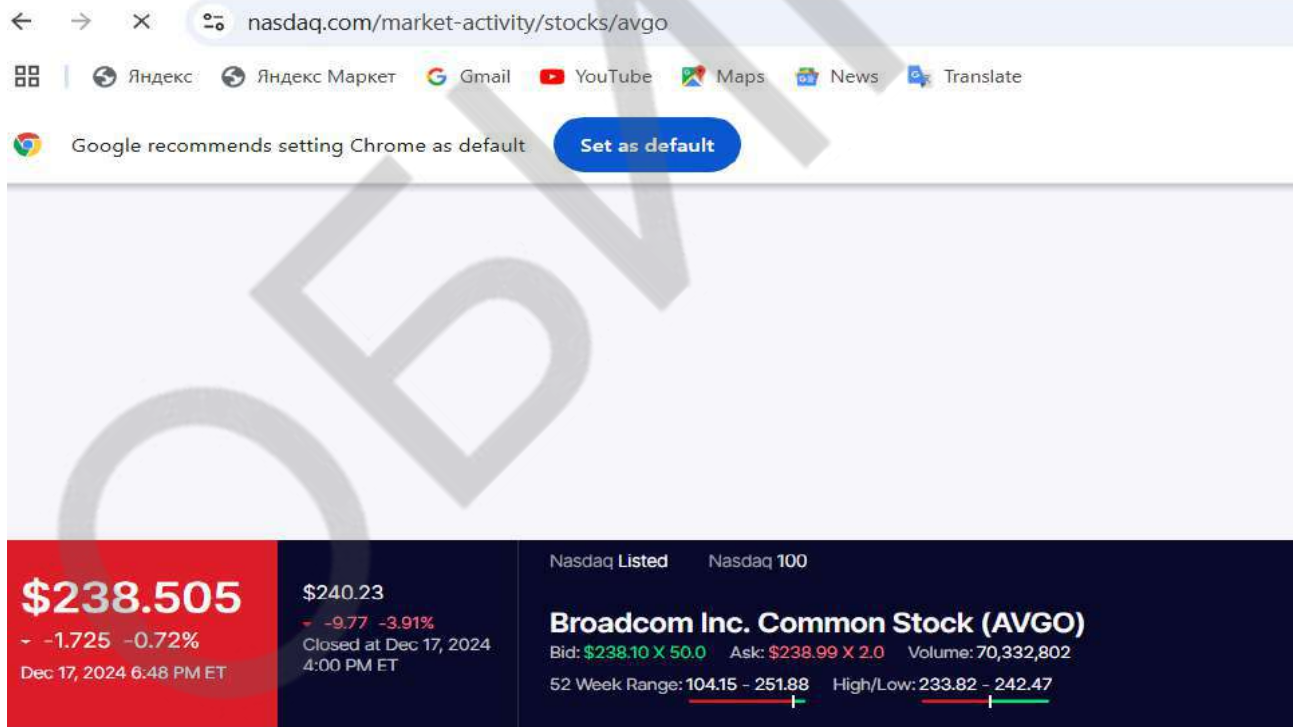 nasdaq.com/market-activity/stocks/avgo
Яндекс Яндекс Маркет Gmail YouTube Maps News Translate
Google recommends setting Chrome as default Set as default
ОБИ
Nasdaq Listed Nasdaq 100
$238.505
-1.725 -0.72%
Dec 17, 2024 6:48 PM ET
$240.23
-9.77 -3.91%
Closed at Dec 17, 2024
4:00 PM ET
Broadcom Inc. Common Stock (AVGO)
Bid: $238.10 X 50.0 Ask: $238.99 X 2.0 Volume: 70,332,802
52 Week Range: 104.15 - 251.88 High/Low: 233.82 - 242.47